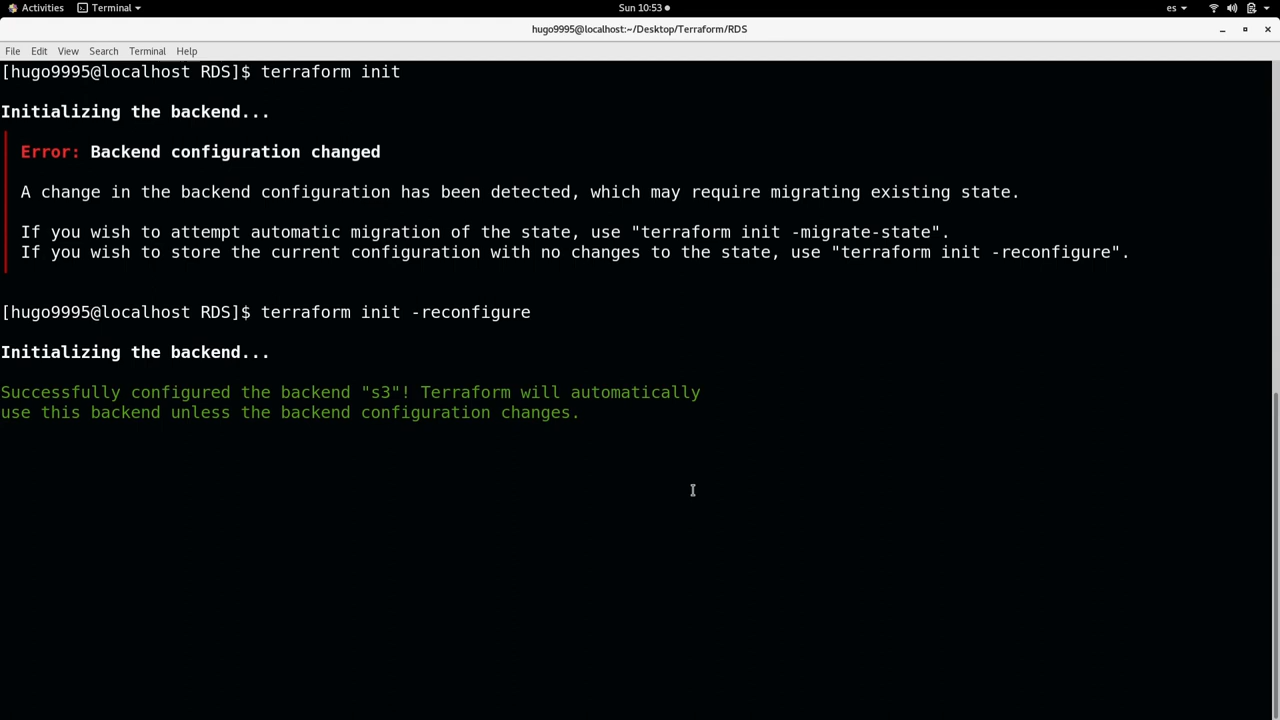 Activities Terminal Sun 10:53 es
hugo9995@localhost:~/Desktop/Terraform/RDS
File Edit View Search Terminal Help
[hugo9995@localhost RDS]$ terraform init
Initializing the backend...
Error: Backend configuration changed
A change in the backend configuration has been detected, which may require migrating existing state.
If you wish to attempt automatic migration of the state, use "terraform init -migrate-state".
If you wish to store the current configuration with no changes to the state, use "terraform init -reconfigure".
[hugo9995@localhost RDS]$ terraform init -reconfigure
Initializing the backend...
Successfully configured the backend "s3"! Terraform will automatically
use this backend unless the backend configuration changes.